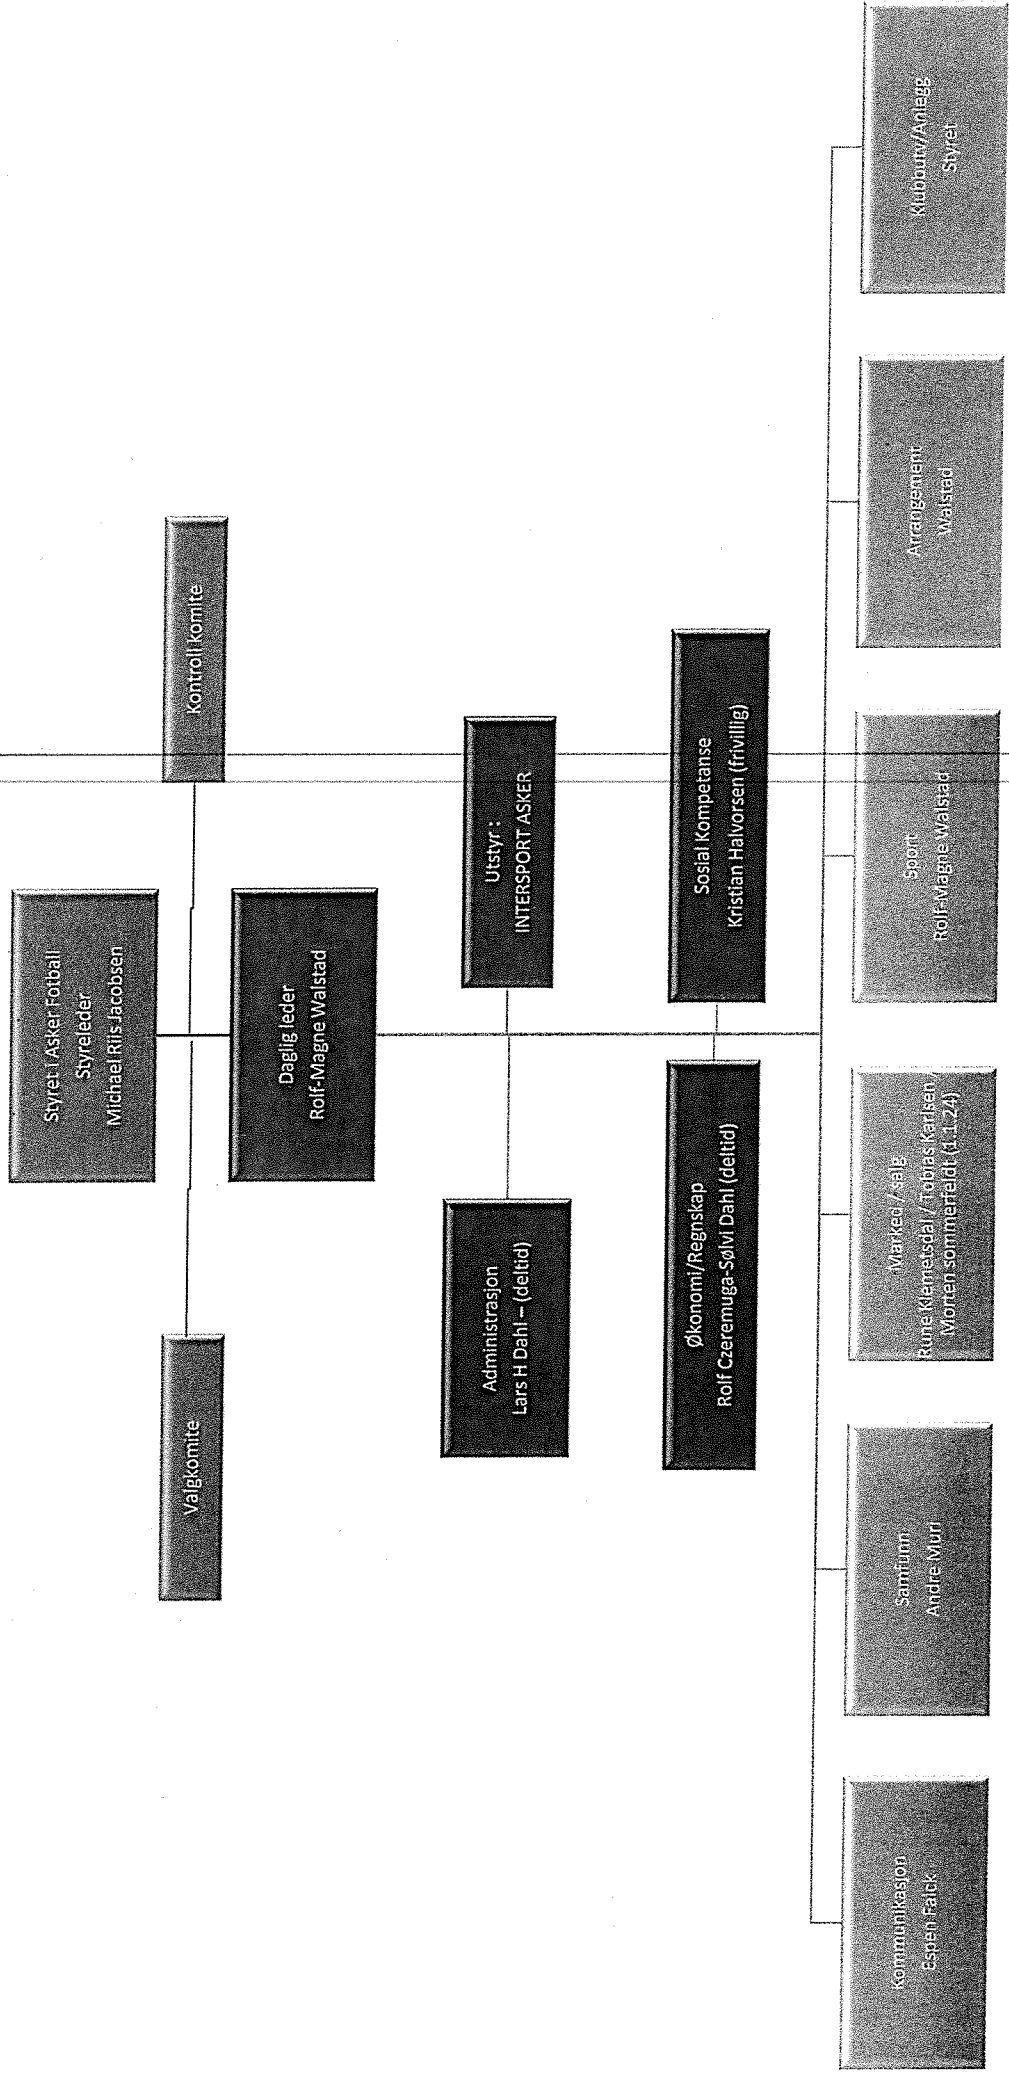 Styret i Asker Fotball
Styreleder
Michael Riis Jacobsen
Valgkomite
Kontroll komite
Daglig leder
Rolf-Magne Walstad
Administrasjon
Lars H Dahl – (deltid)
Utstyr :
INTERSPORT ASKER
Økonomi/Regnskap
Rolf Czeremuga-Sølvi Dahl (deltid)
Sosial Kompetanse
Kristian Halvorsen (frivillig)
Kommunikasjon
Espen Falck
Samfunn
Andre Muri
Marked / salg
Rune Klemetsdal / Tobias Karlsen /
Morten sommerfeldt (1.1.24)
Sport
Rolf-Magne Walstad
Arrangement
Walstad
Klubbutv/Anlegg
Styret